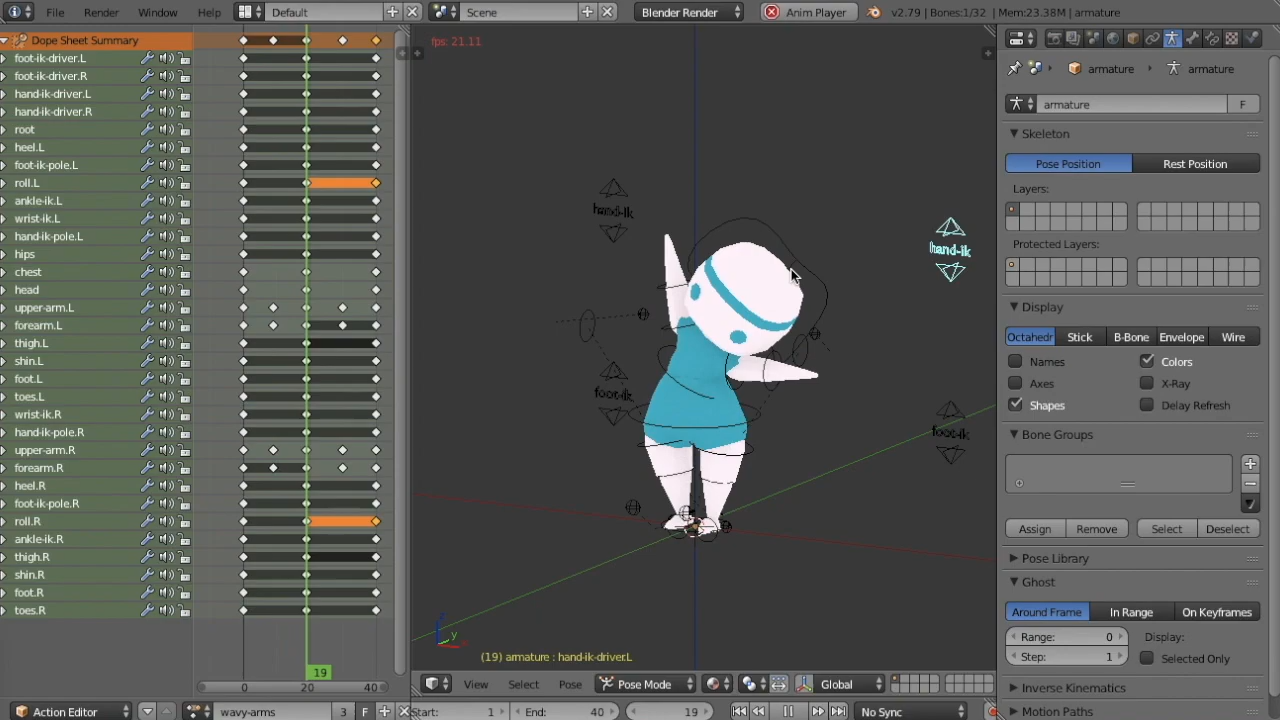 File Render Window Help Default Scene Blender Render Anim Player v2.79 | Bones:1/32 | Mem:23.38M | armature
Dope Sheet Summary
foot-ik-driver.L
foot-ik-driver.R
hand-ik-driver.L
hand-ik-driver.R
root
heel.L
foot-ik-pole.L
roll.L
ankle-ik.L
wrist-ik.L
hand-ik-pole.L
hips
chest
head
upper-arm.L
forearm.L
thigh.L
shin.L
foot.L
toes.L
wrist-ik.R
hand-ik-pole.R
upper-arm.R
forearm.R
heel.R
foot-ik-pole.R
roll.R
ankle-ik.R
thigh.R
shin.R
foot.R
toes.R
19
0 20 40
Action Editor wavy-arms 3 F
fps: 21.11
hand-ik
hand-ik
foot-ik
foot-ik
z
y
(19) armature : hand-ik-driver.L
View Select Pose Pose Mode Global
Start: 1 End: 40 19 No Sync
armature armature
armature F
Skeleton
Pose Position Rest Position
Layers:
Protected Layers:
Display
Octahedr Stick B-Bone Envelope Wire
Names Colors
Axes X-Ray
Shapes Delay Refresh
Bone Groups
Assign Remove Select Deselect
Pose Library
Ghost
Around Frame In Range On Keyframes
Range: 0 Display:
Step: 1 Selected Only
Inverse Kinematics
Motion Paths